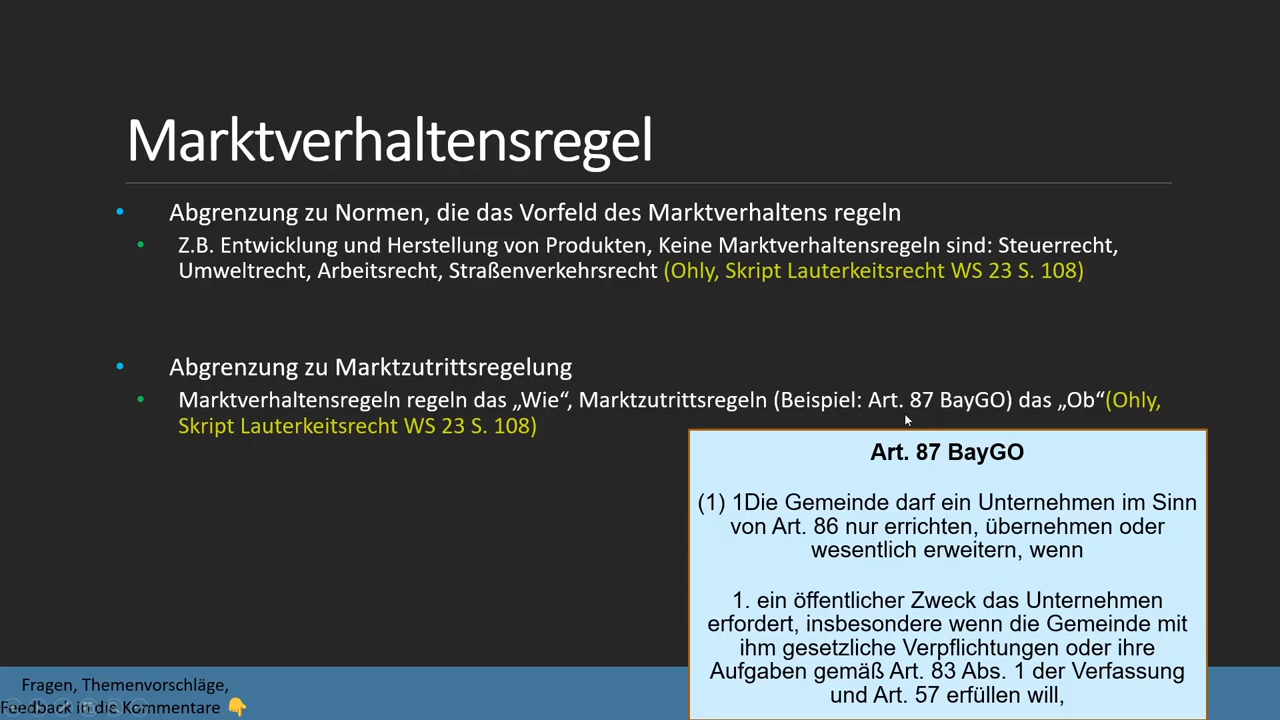 Marktverhaltensregel
Abgrenzung zu Normen, die das Vorfeld des Marktverhaltens regeln
Z.B. Entwicklung und Herstellung von Produkten, Keine Marktverhaltensregeln sind: Steuerrecht,
Umweltrecht, Arbeitsrecht, Straßenverkehrsrecht (Ohly, Skript Lauterkeitsrecht WS 23 S. 108)
Abgrenzung zu Marktzutrittsregelung
Marktverhaltensregeln regeln das „Wie“, Marktzutrittsregeln (Beispiel: Art. 87 BayGO) das „Ob“(Ohly,
Skript Lauterkeitsrecht WS 23 S. 108)
Art. 87 BayGO
(1) 1Die Gemeinde darf ein Unternehmen im Sinn
von Art. 86 nur errichten, übernehmen oder
wesentlich erweitern, wenn
1. ein öffentlicher Zweck das Unternehmen
erfordert, insbesondere wenn die Gemeinde mit
ihm gesetzliche Verpflichtungen oder ihre
Aufgaben gemäß Art. 83 Abs. 1 der Verfassung
und Art. 57 erfüllen will,
Fragen, Themenvorschläge,
Feedback in die Kommentare 👇